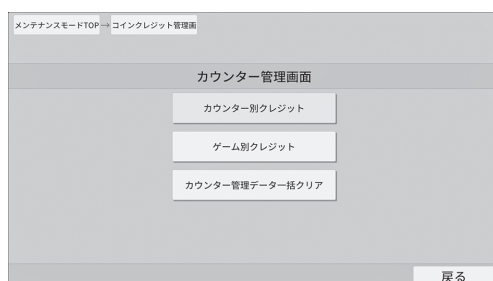 メンテナンスモードTOP→コインクレジット管理画
カウンター管理画面
カウンター別クレジット
ゲーム別クレジット
カウンター管理データ一括クリア
戻る